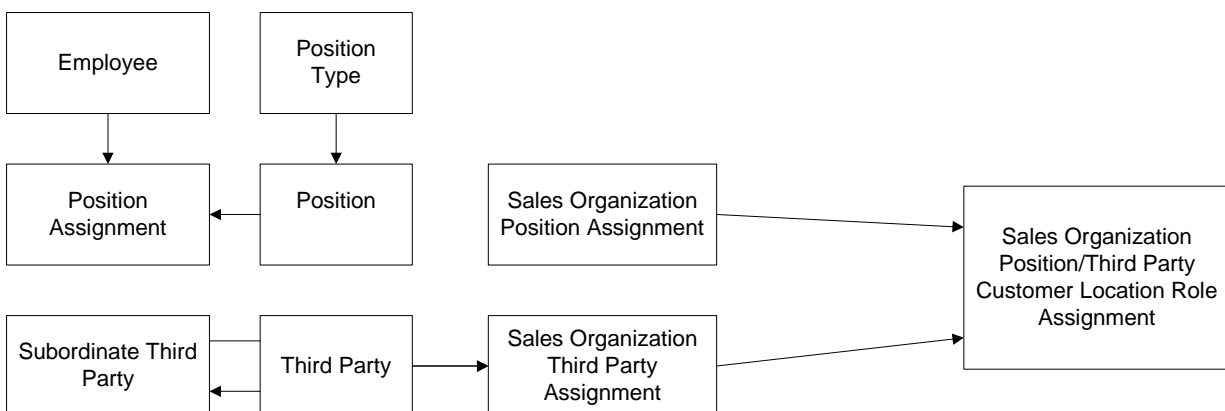 Employee
Position
Type
Position
Assignment
Position
Sales Organization
Position Assignment
Sales Organization
Position/Third Party
Customer Location Role
Assignment
Subordinate Third
Party
Third Party
Sales Organization
Third Party
Assignment